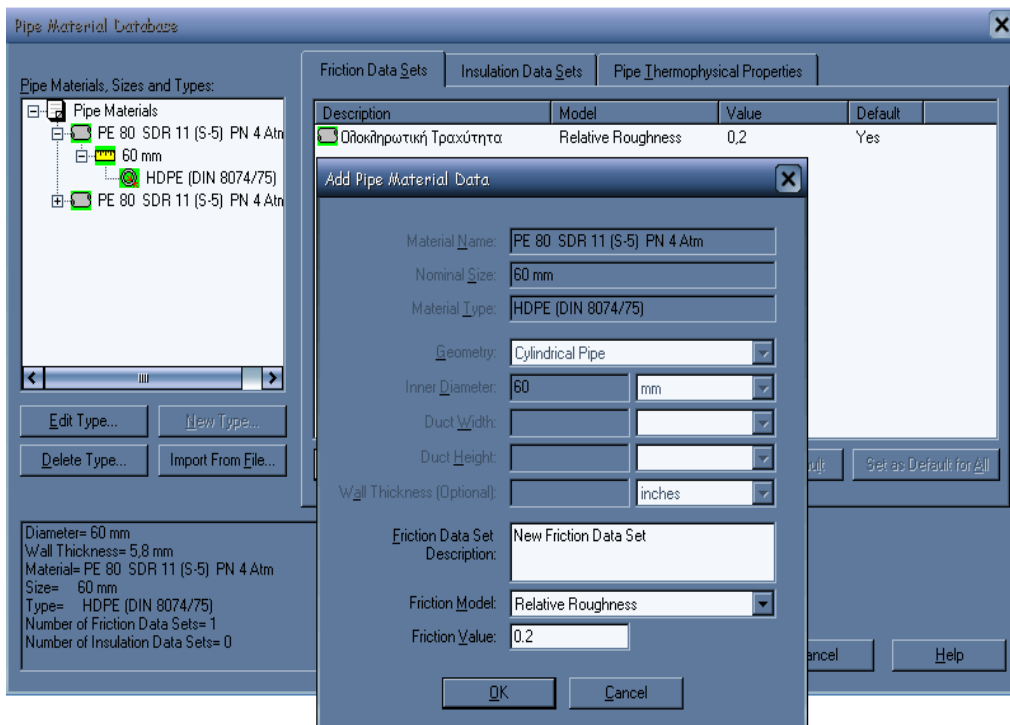 Pipe Material Database
Pipe Materials, Sizes and Types:
Pipe Materials
PE 80 SDR 11 (S-5) PN 4 Atm
60 mm
HDPE (DIN 8074/75)
PE 80 SDR 11 (S-5) PN 4 Atm
Edit Type...
New Type...
Delete Type...
Import From File...
Diameter= 60 mm
Wall Thickness= 5,8 mm
Material= PE 80 SDR 11 (S-5) PN 4 Atm
Size= 60 mm
Type= HDPE (DIN 8074/75)
Number of Friction Data Sets= 1
Number of Insulation Data Sets= 0
Friction Data Sets
Insulation Data Sets
Pipe Thermophysical Properties
Description Model Value Default
Ολοκληρωτική Τραχύτητα Relative Roughness 0,2 Yes
Set as Default for All
Help
Add Pipe Material Data
Material Name: PE 80 SDR 11 (S-5) PN 4 Atm
Nominal Size: 60 mm
Material Type: HDPE (DIN 8074/75)
Geometry: Cylindrical Pipe
Inner Diameter: 60 mm
Duct Width:
Duct Height:
Wall Thickness (Optional): inches
Friction Data Set
Description:
New Friction Data Set
Friction Model: Relative Roughness
Friction Value: 0.2
OK
Cancel